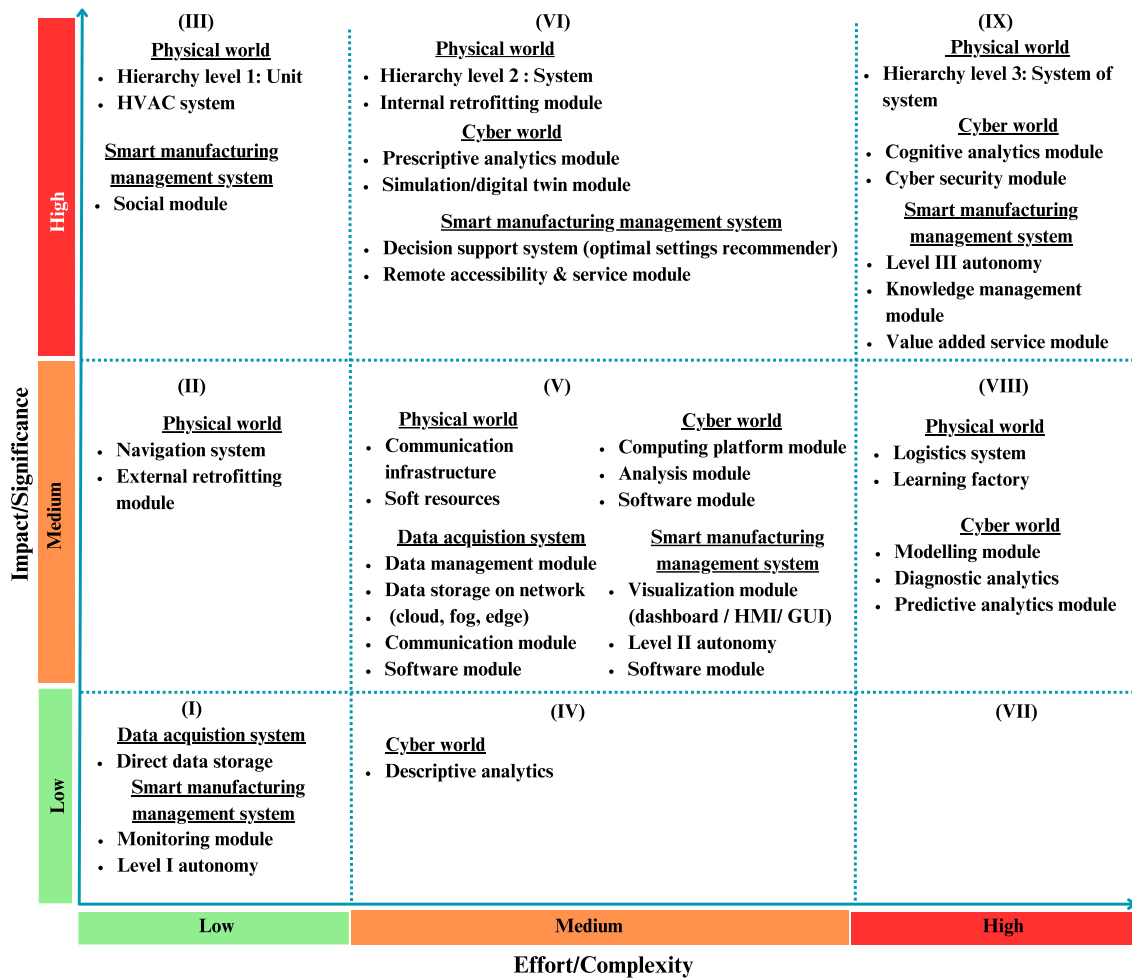 (III)
Physical world
Hierarchy level 1: Unit
HVAC system
Smart manufacturing
management system
Social module
(VI)
Physical world
Hierarchy level 2 : System
Internal retrofitting module
Cyber world
Prescriptive analytics module
Simulation/digital twin module
Smart manufacturing management system
Decision support system (optimal settings recommender)
Remote accessibility & service module
(IX)
Physical world
Hierarchy level 3: System of
system
Cyber world
Cognitive analytics module
Cyber security module
Smart manufacturing
management system
Level III autonomy
Knowledge management
module
Value added service module
High
(II)
Physical world
Navigation system
External retrofitting
module
(V)
Physical world
Communication
infrastructure
Soft resources
Cyber world
Computing platform module
Analysis module
Software module
Data acquistion system
Data management module
Data storage on network
(cloud, fog, edge)
Communication module
Software module
Smart manufacturing
management system
Visualization module
(dashboard / HMI/ GUI)
Level II autonomy
Software module
(VIII)
Physical world
Logistics system
Learning factory
Cyber world
Modelling module
Diagnostic analytics
Predictive analytics module
Medium
Impact/Significance
(I)
Data acquistion system
Direct data storage
Smart manufacturing
management system
Monitoring module
Level I autonomy
(IV)
Cyber world
Descriptive analytics
(VII)
Low
Low
Medium
High
Effort/Complexity